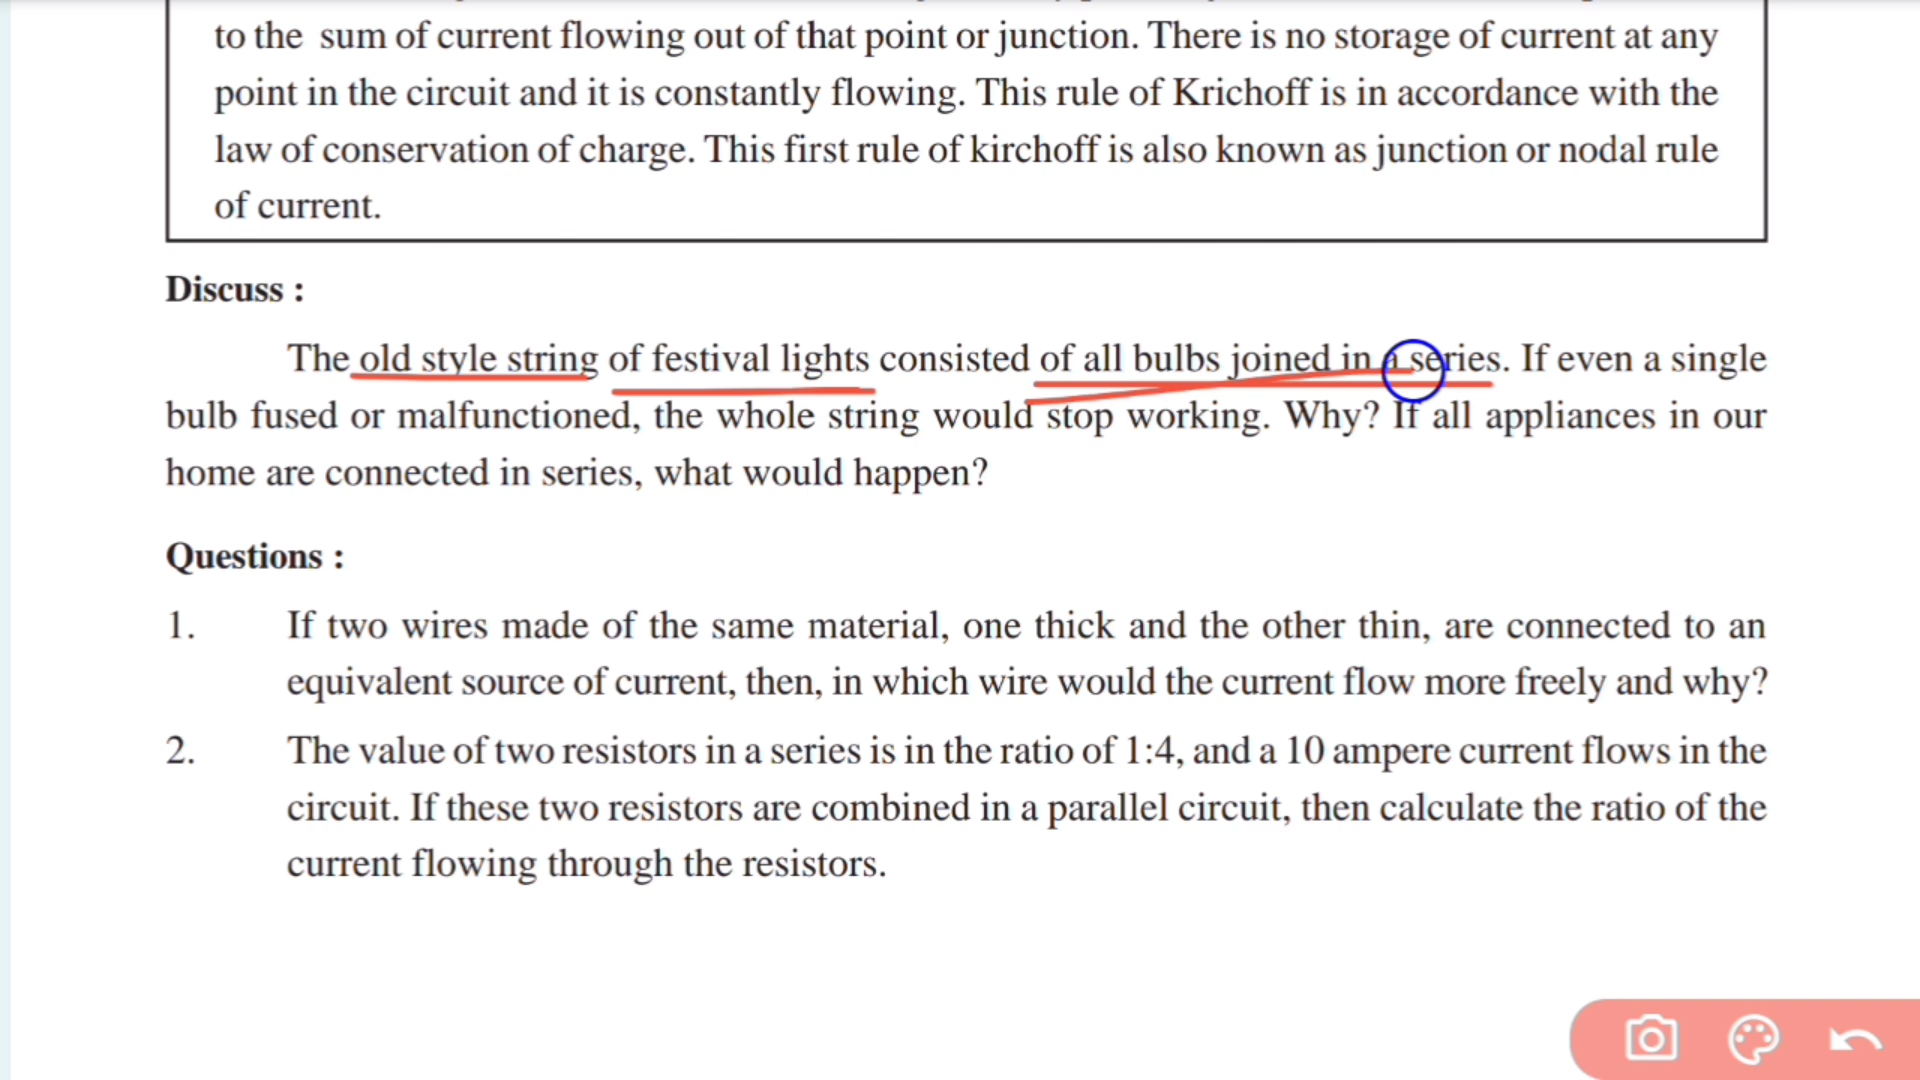 to the sum of current flowing out of that point or junction. There is no storage of current at any
point in the circuit and it is constantly flowing. This rule of Krichoff is in accordance with the
law of conservation of charge. This first rule of kirchoff is also known as junction or nodal rule
of current.
Discuss :
The old style string of festival lights consisted of all bulbs joined in a series. If even a single
bulb fused or malfunctioned, the whole string would stop working. Why? If all appliances in our
home are connected in series, what would happen?
Questions :
1. If two wires made of the same material, one thick and the other thin, are connected to an
equivalent source of current, then, in which wire would the current flow more freely and why?
2. The value of two resistors in a series is in the ratio of 1:4, and a 10 ampere current flows in the
circuit. If these two resistors are combined in a parallel circuit, then calculate the ratio of the
current flowing through the resistors.